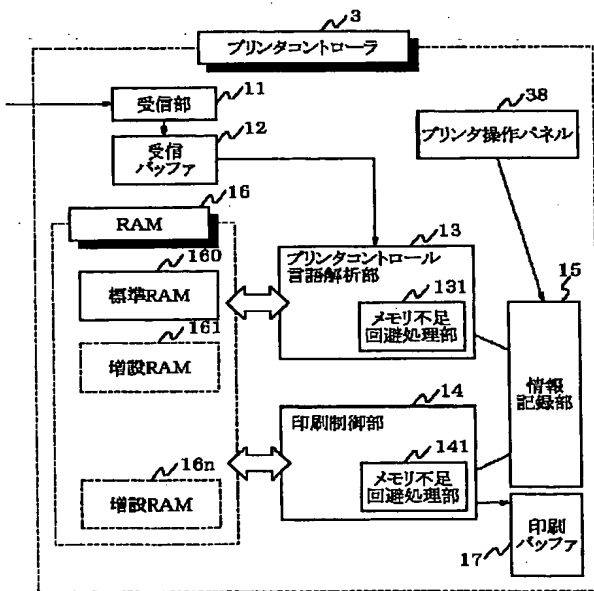 3
プリンタコントローラ
11
受信部
12
受信
バッファ
38
プリンタ操作パネル
16
RAM
160
標準RAM
161
増設RAM
16n
増設RAM
13
プリンタコントロール
言語解析部
131
メモリ不足
回避処理部
15
情報
記録部
14
印刷制御部
141
メモリ不足
回避処理部
17
印刷
バッファ